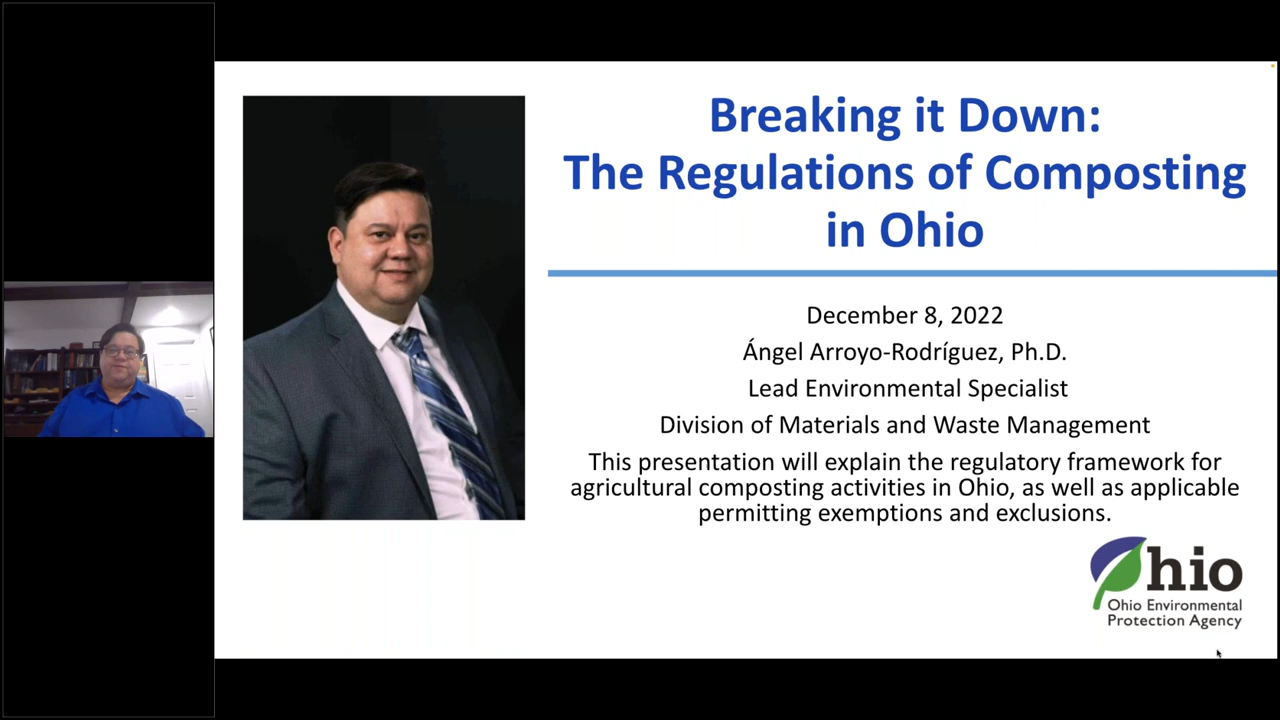 Breaking it Down:
The Regulations of Composting
in Ohio
December 8, 2022
Ángel Arroyo-Rodríguez, Ph.D.
Lead Environmental Specialist
Division of Materials and Waste Management
This presentation will explain the regulatory framework for
agricultural composting activities in Ohio, as well as applicable
permitting exemptions and exclusions.
Ohio
Ohio Environmental
Protection Agency